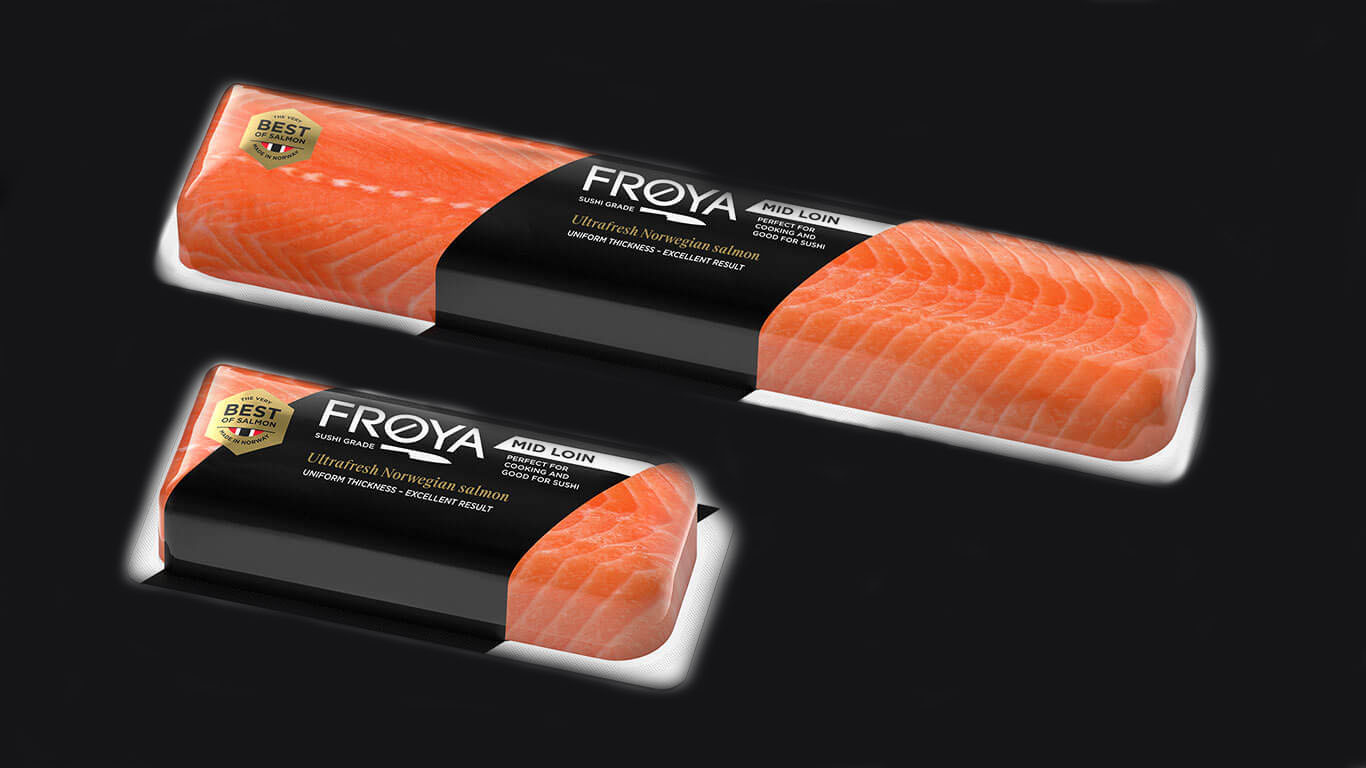 THE VERY
BEST
OF SALMON
MADE IN NORWAY
FRØYA
SUSHI GRADE
MID LOIN
PERFECT FOR
COOKING AND
GOOD FOR SUSHI
Ultrafresh Norwegian salmon
UNIFORM THICKNESS – EXCELLENT RESULT
THE VERY
BEST
OF SALMON
MADE IN NORWAY
FRØYA
SUSHI GRADE
MID LOIN
PERFECT FOR
COOKING AND
GOOD FOR SUSHI
Ultrafresh Norwegian salmon
UNIFORM THICKNESS – EXCELLENT RESULT